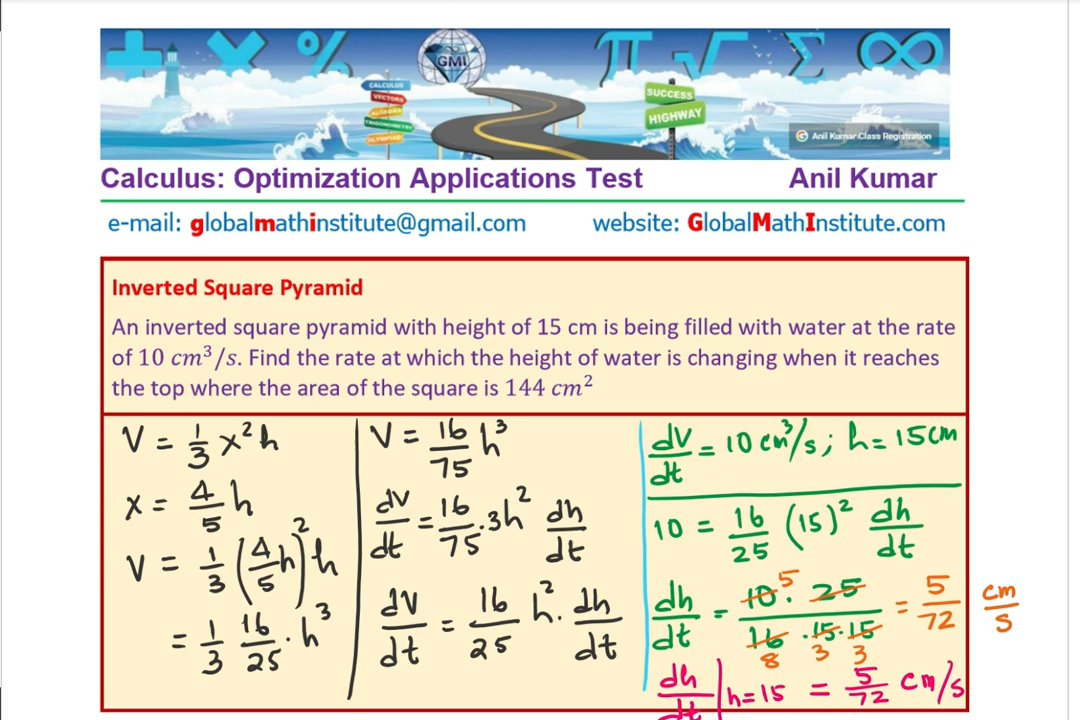 GMI
CALCULUS
VECTORS
TRIGONOMETRY
SUCCESS
HIGHWAY
Anil Kumar Class Registration
Calculus: Optimization Applications Test Anil Kumar
e-mail: globalmathinstitute@gmail.com website: GlobalMathInstitute.com
Inverted Square Pyramid
An inverted square pyramid with height of 15 cm is being filled with water at the rate
of 10 cm³/s. Find the rate at which the height of water is changing when it reaches
the top where the area of the square is 144 cm²
V = 1/3 x²h
x = 4/5 h
V = 1/3 (4/5 h)² h
= 1/3 16/25 · h³
V = 16/75 h³
dv/dt = 16/75 · 3h² dh/dt
dv/dt = 16/25 h² · dh/dt
dv/dt = 10 cm³/s; h = 15 cm
10 = 16/25 (15)² dh/dt
dh/dt = 10 5 · 25 / 16 8 · 15 3 · 15 3 = 5/72 cm/s
dh/dt | h=15 = 5/72 cm/s